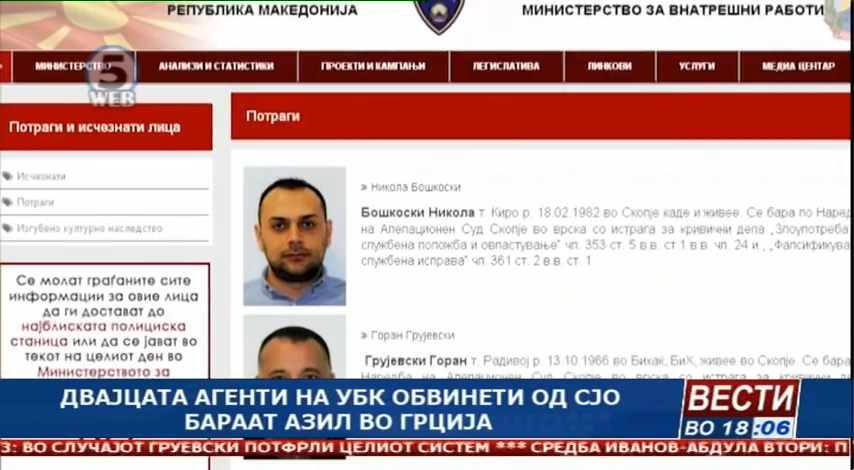 РЕПУБЛИКА МАКЕДОНИЈА
МИНИСТЕРСТВО ЗА ВНАТРЕШНИ РАБОТИ
МИНИСТЕРСТВО
АНАЛИЗИ И СТАТИСТИКИ
ПРОЕКТИ И КАМПАЊИ
ЛЕГИСЛАТИВА
ЛИНКОВИ
УСЛУГИ
МЕДИА ЦЕНТАР
5
WEB
Потраги и исчезнати лица
Исчезнати
Потраги
Изгубено културно наследство
Се молат граѓаните сите
информации за овие лица
да ги достават до
најблиската полициска
станица или да се јават во
текот на целиот ден во
Министерството за
Потраги
» Никола Бошкоски
Бошкоски Никола т. Киро р. 18.02.1982 во Скопје каде и живее. Се бара по Наред
на Апелационен Суд Скопје во врска со истрага за кривични дела „Злоупотреба
службена положба и овластување" чл. 353 ст. 5 в.в. ст.1 в.в. чл. 24 и ,,Фалсификува
службена исправа" чл. 361 ст. 2 в.в. ст. 1
» Горан Грујевски
Грујевски Горан т. Радивој р. 13.10.1966 во Бихаќ, БиХ, живее во Скопје. Се бара
ДВАЈЦАТА АГЕНТИ НА УБК ОБВИНЕТИ ОД СЈО
БАРААТ АЗИЛ ВО ГРЦИЈА
ВЕСТИ
ВО 18:06
З: ВО СЛУЧАЈОТ ГРУЕВСКИ ПОТФРЛИ ЦЕЛИОТ СИСТЕМ *** СРЕДБА ИВАНОВ-АБДУЛА ВТОРИ: П